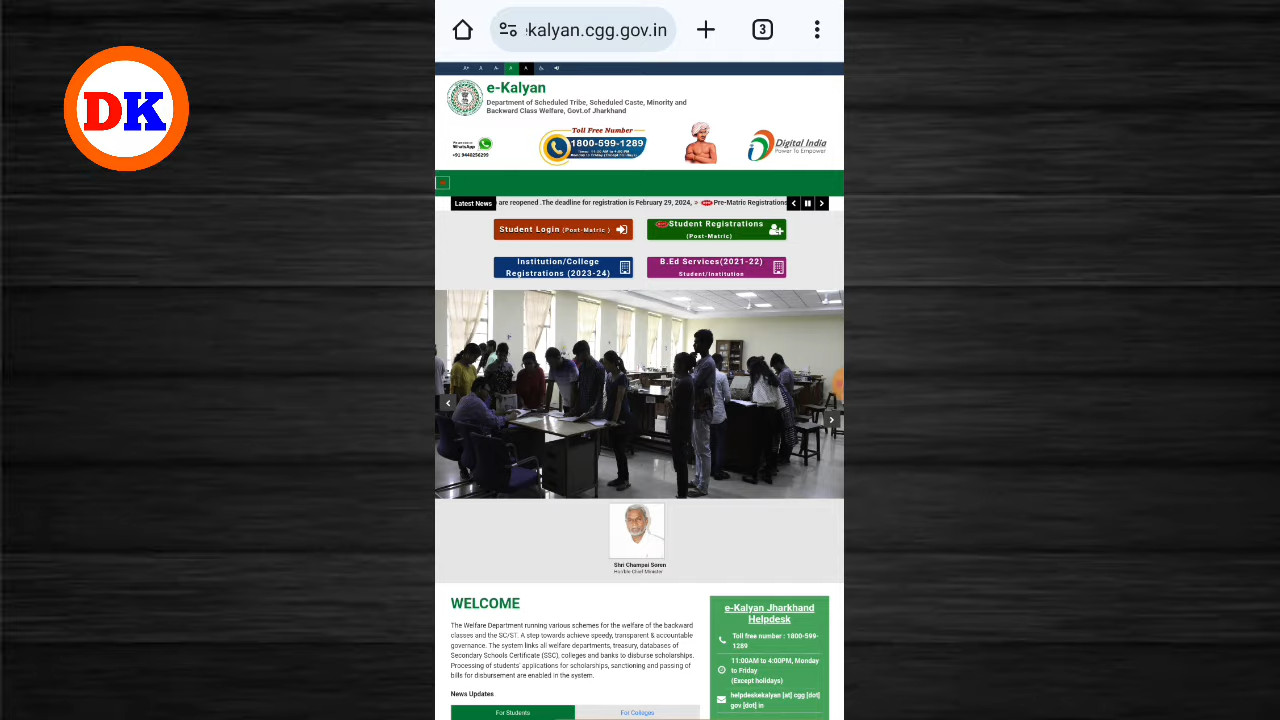 DK
kalyan.cgg.gov.in
3
A+ A A- A A
e-Kalyan
Department of Scheduled Tribe, Scheduled Caste, Minority and
Backward Class Welfare, Govt.of Jharkhand
WhatsApp
+91 9440256299
Toll Free Number
1800-599-1289
Digital India
Power To Empower
Latest News
are reopened .The deadline for registration is February 29, 2024, »
Pre-Matric Registrations
Student Login (Post-Matric )
Student Registrations
(Post-Matric)
Institution/College
Registrations (2023-24)
B.Ed Services(2021-22)
Student/Institution
Shri Champai Soren
Hon'ble Chief Minister
WELCOME
The Welfare Department running various schemes for the welfare of the backward
classes and the SC/ST. A step towards achieve speedy, transparent & accountable
governance. The system links all welfare departments, treasury, databases of
Secondary Schools Certificate (SSC), colleges and banks to disburse scholarships.
Processing of students' applications for scholarships, sanctioning and passing of
bills for disbursement are enabled in the system.
News Updates
For Students
For Colleges
e-Kalyan Jharkhand
Helpdesk
Toll free number : 1800-599-
1289
11:00AM to 4:00PM, Monday
to Friday
(Except holidays)
helpdeskekalyan [at] cgg [dot]
gov [dot] in